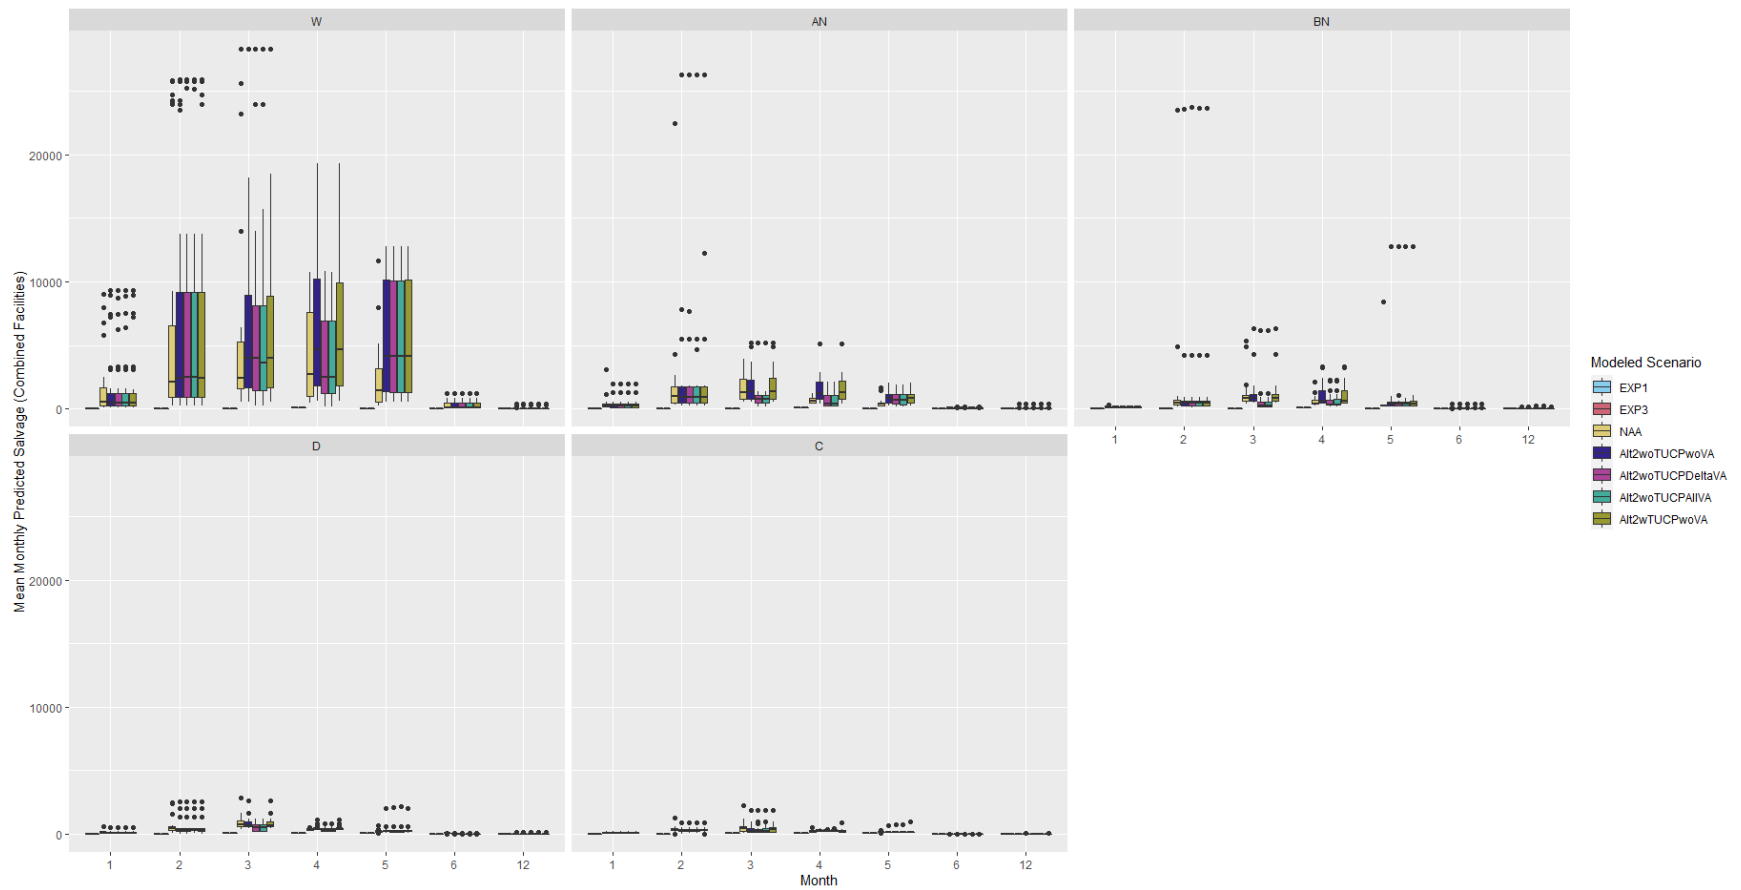 W
AN
BN
20000
10000
0
1
2
3
4
5
6
12
D
C
20000
10000
0
1
2
3
4
5
6
12
1
2
3
4
5
6
12
Mean Monthly Predicted Salvage (Combined Facilities)
Month
Modeled Scenario
EXP1
EXP3
NAA
Alt2woTUCPwoVA
Alt2woTUCPDeltaVA
Alt2woTUCPAllVA
Alt2wTUCPwoVA